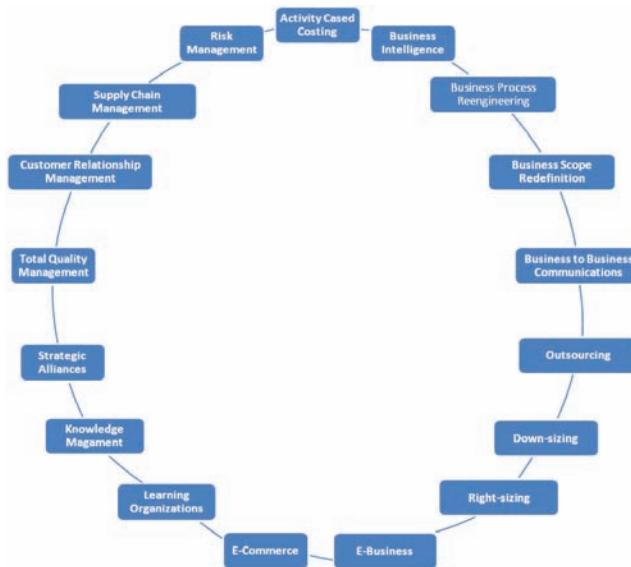 Activity Cased
Costing
Business
Intelligence
Business Process
Reengineering
Business Scope
Redefinition
Business to Business
Communications
Outsourcing
Down-sizing
Right-sizing
E-Business
E-Commerce
Learning
Organizations
Knowledge
Magament
Strategic
Alliances
Total Quality
Management
Customer Relationship
Management
Supply Chain
Management
Risk
Management